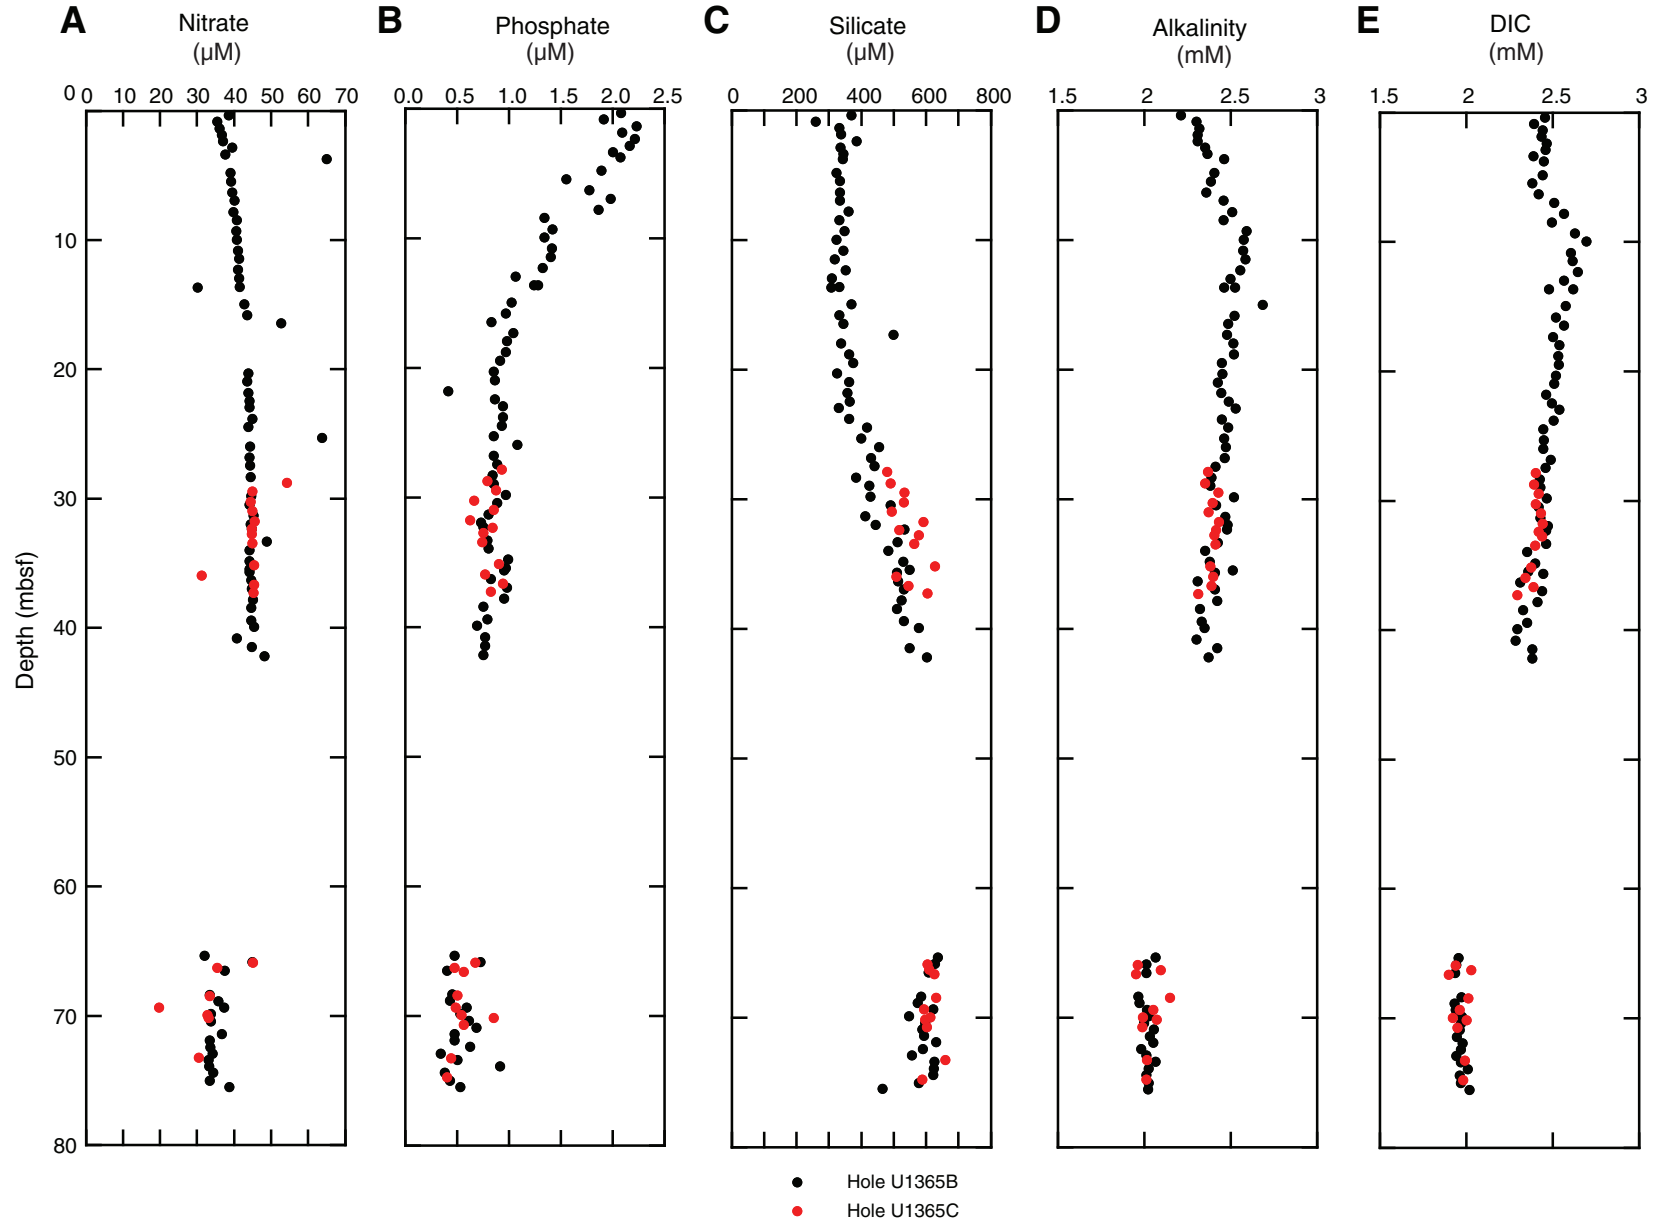 A
Nitrate
(µM)
B
Phosphate
(µM)
C
Silicate
(µM)
D
Alkalinity
(mM)
E
DIC
(mM)
0 10 20 30 40 50 60 70
0.0 0.5 1.0 1.5 2.0 2.5
0 200 400 600 800
1.5 2 2.5 3
1.5 2 2.5 3
0
10
20
30
40
50
60
70
80
Depth (mbsf)
Hole U1365B
Hole U1365C